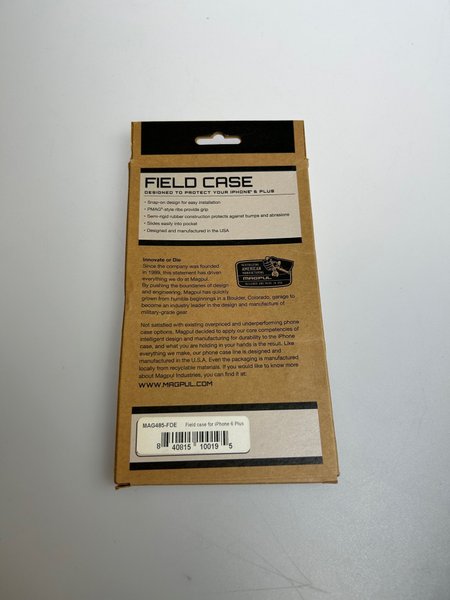 FIELD CASE
DESIGNED TO PROTECT YOUR IPHONE® 6 PLUS
• Snap-on design for easy installation
• PMAG®-style ribs provide grip
• Semi-rigid rubber construction protects against bumps and abrasions
• Slides easily into pocket
• Designed and manufactured in the USA
Innovate or Die
Since the company was founded
in 1999, this statement has driven
everything we do at Magpul.
By pushing the boundaries of design
and engineering, Magpul has quickly
grown from humble beginnings in a Boulder, Colorado, garage to
become an industry leader in the design and manufacture of
military-grade gear.
AMERICAN
MAGPUL
Not satisfied with existing overpriced and underperforming phone
case options, Magpul decided to apply our core competencies of
intelligent design and manufacturing for durability to the iPhone
case, and what you are holding in your hands is the result. Like
everything we make, our phone case line is designed and
manufactured in the U.S.A. Even the packaging is manufactured
locally from recyclable materials. If you would like to know more
about Magpul Industries, you can find it at:
WWW.MAGPUL.COM
MAG485-FDE Field case for iPhone 6 Plus
8 40815 10019 5